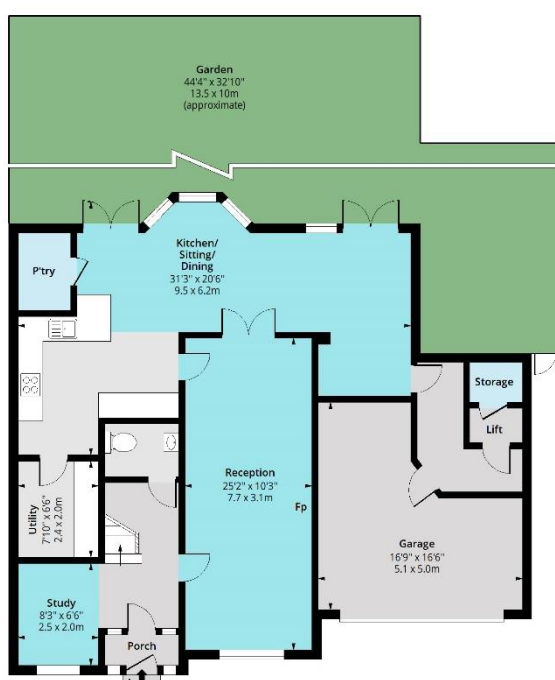 Garden
44'4" x 32'10"
13.5 x 10m
(approximate)
Kitchen/
Sitting/
Dining
31'3" x 20'6"
9.5 x 6.2m
P'try
Storage
Lift
Reception
25'2" x 10'3"
7.7 x 3.1m
Fp
Utility
7'10" x 6'6"
2.4 x 2.0m
Garage
16'9" x 16'6"
5.1 x 5.0m
Study
8'3" x 6'6"
2.5 x 2.0m
Porch